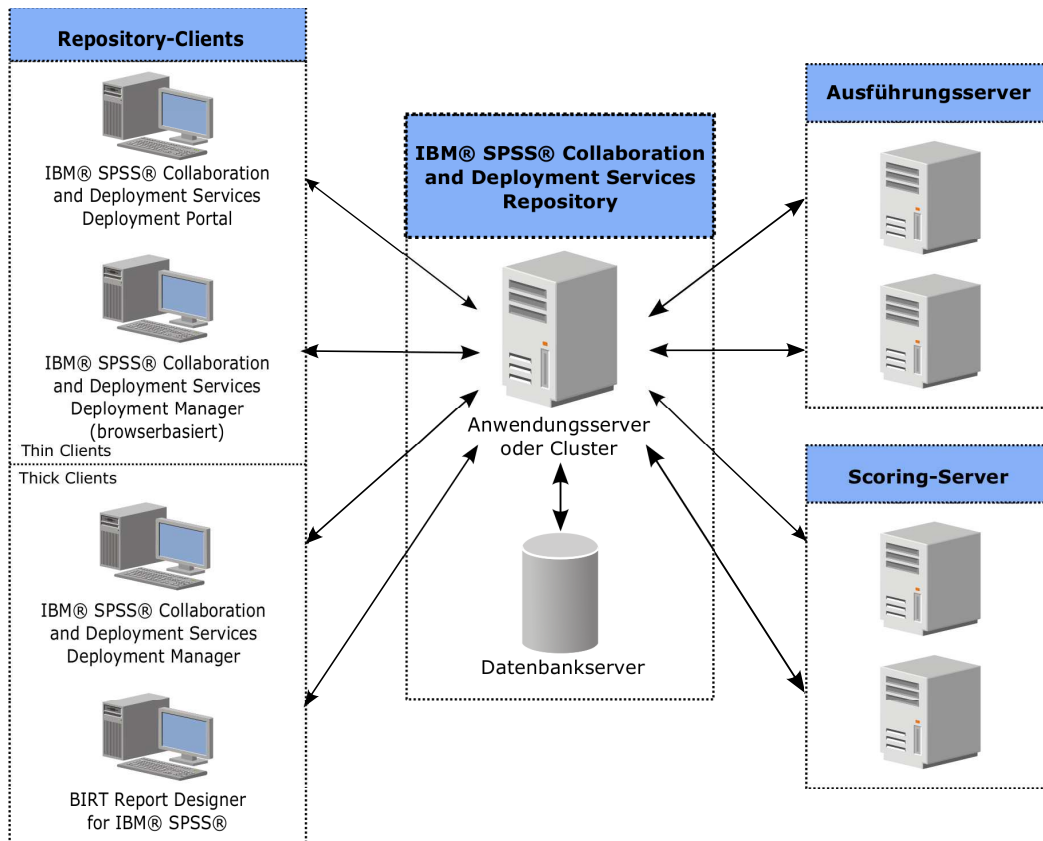 Repository-Clients
IBM® SPSS® Collaboration
and Deployment Services
Deployment Portal
IBM® SPSS® Collaboration
and Deployment Services
Deployment Manager
(browserbasiert)
Thin Clients
Thick Clients
IBM® SPSS® Collaboration
and Deployment Services
Deployment Manager
BIRT Report Designer
for IBM® SPSS®
IBM® SPSS® Collaboration
and Deployment Services
Repository
Anwendungsserver
oder Cluster
Datenbankserver
Ausführungsserver
Scoring-Server